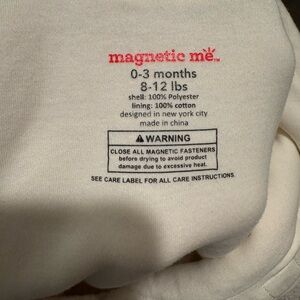 magnetic mė™
0-3 months
8-12 lbs
shell: 100% Polyester
lining: 100% cotton
designed in new york city
made in china
⚠ WARNING
CLOSE ALL MAGNETIC FASTENERS
before drying to avoid product
damage due to excessive heat.
SEE CARE LABEL FOR ALL CARE INSTRUCTIONS.